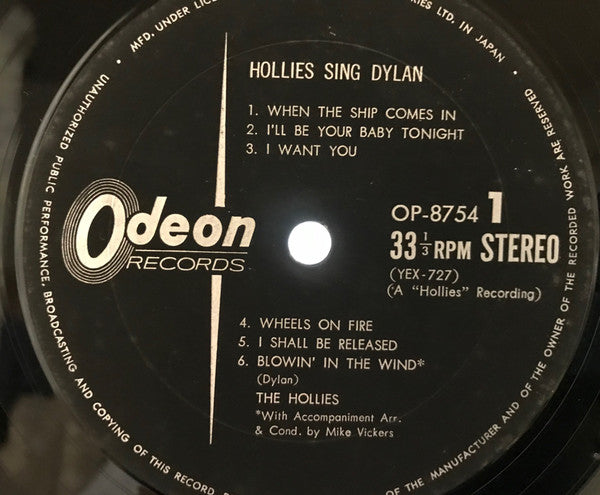 MFD. UNDER LICE
RIES LTD. IN JAPAN •
UNAUTHORIZED PUBLIC PERFORMANCE, BROADCASTING AND COPYING OF THIS RECORD
OF THE MANUFACTURER AND OF THE OWNER OF THE RECORDED WORK ARE RESERVED
HOLLIES SING DYLAN
1. WHEN THE SHIP COMES IN
2. I'LL BE YOUR BABY TONIGHT
3. I WANT YOU
Odeon
RECORDS
OP-8754 1
33 1/3 RPM STEREO
(YEX-727)
(A "Hollies" Recording)
4. WHEELS ON FIRE
5. I SHALL BE RELEASED
6. BLOWIN' IN THE WIND*
(Dylan)
THE HOLLIES
*With Accompaniment Arr.
& Cond. by Mike Vickers